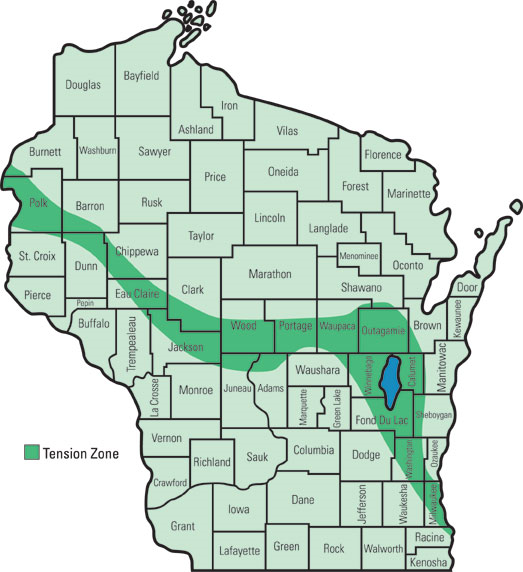 Douglas
Bayfield
Iron
Ashland
Vilas
Burnett
Washburn
Sawyer
Florence
Price
Oneida
Forest
Marinette
Polk
Barron
Rusk
Lincoln
Langlade
Taylor
St. Croix
Dunn
Chippewa
Menominee
Oconto
Marathon
Clark
Shawano
Door
Pierce
Pepin
Eau Claire
Buffalo
Trempealeau
Jackson
Wood
Portage
Waupaca
Outagamie
Brown
Kewaunee
Manitowoc
La Crosse
Monroe
Juneau
Adams
Waushara
Winnebago
Calumat
Marquette
Green Lake
Fond Du Lac
Sheboygan
Vernon
Richland
Sauk
Columbia
Dodge
Washington
Ozaukee
Tension Zone
Crawford
Grant
Iowa
Dane
Jefferson
Waukesha
Milwaukee
Lafayette
Green
Rock
Walworth
Racine
Kenosha